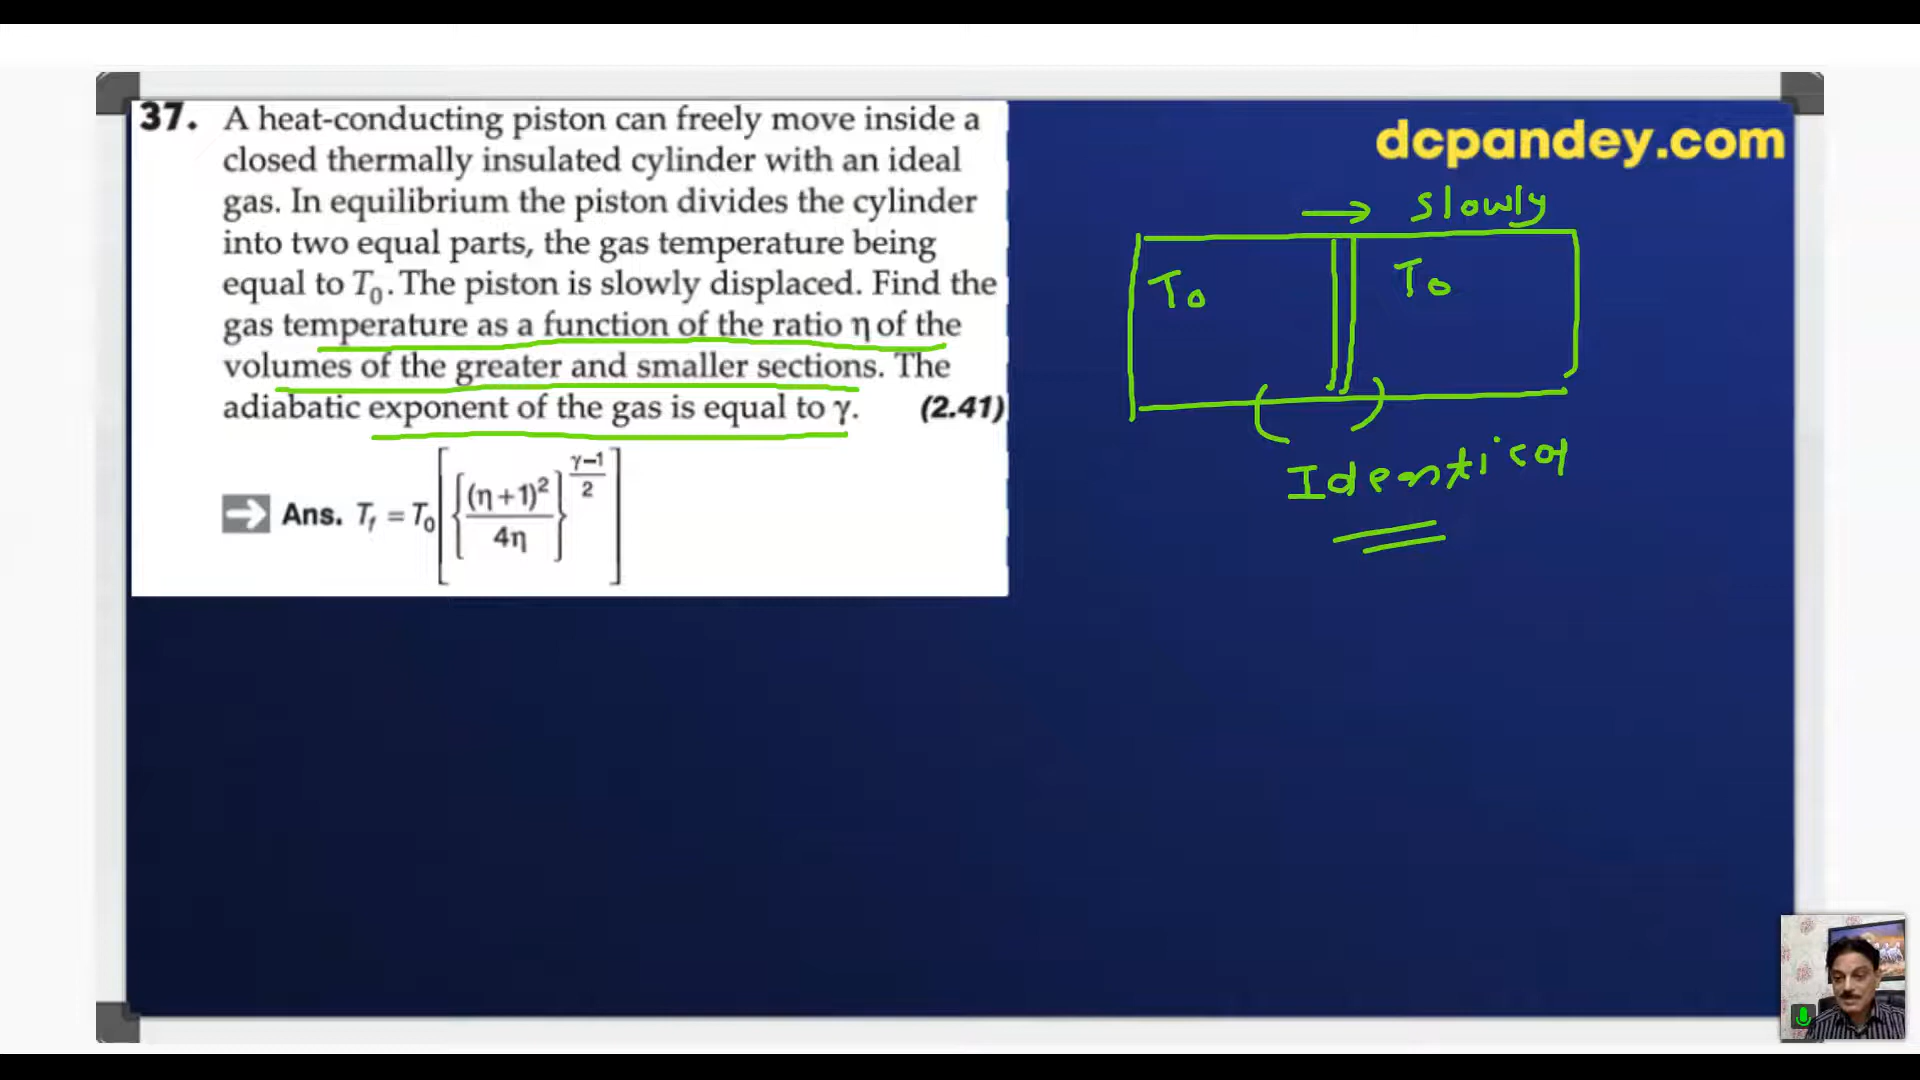 37. A heat-conducting piston can freely move inside a
closed thermally insulated cylinder with an ideal
gas. In equilibrium the piston divides the cylinder
into two equal parts, the gas temperature being
equal to T₀. The piston is slowly displaced. Find the
gas temperature as a function of the ratio η of the
volumes of the greater and smaller sections. The
adiabatic exponent of the gas is equal to γ. (2.41)
Ans. T_f = T₀[{(η+1)²/4η}^((γ−1)/2)]
dcpandey.com
→ slowly
T₀ T₀
Identical